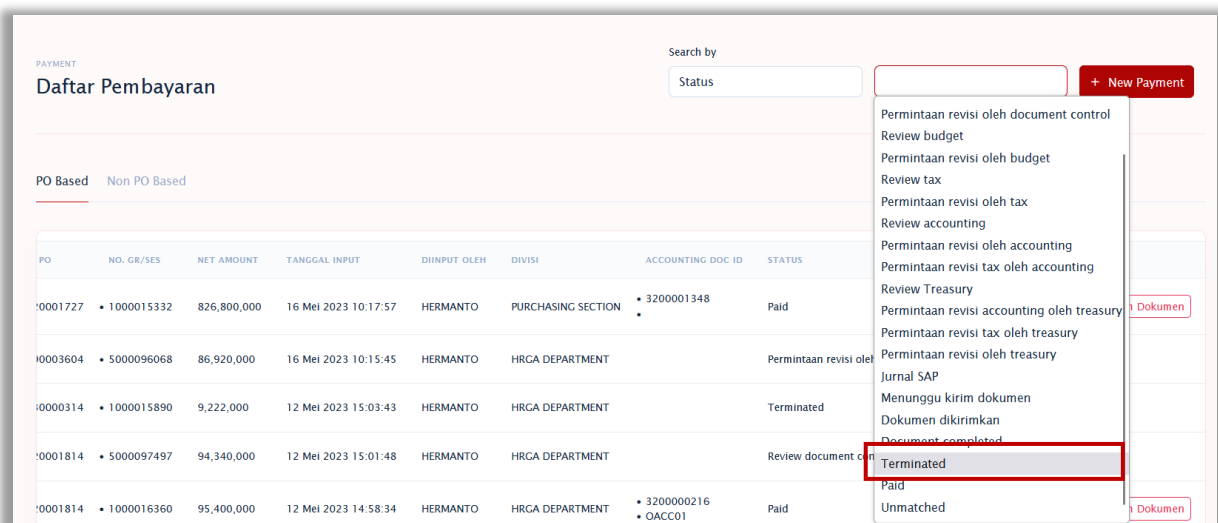 Search by
PAYMENT
Daftar Pembayaran
Status
+ New Payment
Permintaan revisi oleh document control
Review budget
Permintaan revisi oleh budget
Review tax
Permintaan revisi oleh tax
Review accounting
Permintaan revisi oleh accounting
Permintaan revisi tax oleh accounting
Review Treasury
Permintaan revisi accounting oleh treasury
Permintaan revisi tax oleh treasury
Permintaan revisi oleh treasury
Jurnal SAP
Menunggu kirim dokumen
Dokumen dikirimkan
Document completed
Terminated
Paid
Unmatched
PO Based Non PO Based
PO NO. GR/SES NET AMOUNT TANGGAL INPUT DIINPUT OLEH DIVISI ACCOUNTING DOC ID STATUS
20001727 • 1000015332 826,800,000 16 Mei 2023 10:17:57 HERMANTO PURCHASING SECTION • 3200001348 Paid Dokumen
•
0003604 • 5000096068 86,920,000 16 Mei 2023 10:15:45 HERMANTO HRGA DEPARTMENT Permintaan revisi oleh
0000314 • 1000015890 9,222,000 12 Mei 2023 15:03:43 HERMANTO HRGA DEPARTMENT Terminated
20001814 • 5000097497 94,340,000 12 Mei 2023 15:01:48 HERMANTO HRGA DEPARTMENT Review document con
20001814 • 1000016360 95,400,000 12 Mei 2023 14:58:34 HERMANTO HRGA DEPARTMENT • 3200000216 Paid Dokumen
• OACC01